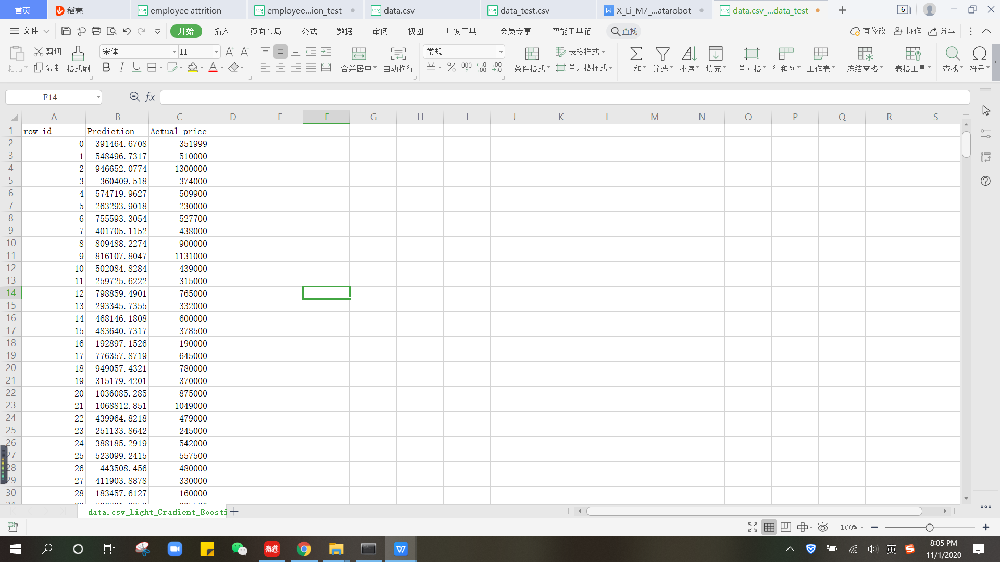 首页 稻壳 employee attrition employee...ion_test data.csv data_test.csv X_Li_M7_...atarobot data.csv_...data_test 6
文件 开始 插入 页面布局 公式 数据 审阅 视图 开发工具 会员专享 智能工具箱 查找 有修改 协作 分享
粘贴 剪切 复制 格式刷 宋体 11 合并居中 自动换行 常规 条件格式 表格样式 单元格样式 求和 筛选 排序 填充 单元格 行和列 工作表 冻结窗格 表格工具 查找 符号
F14 fx
A B C D E F G H I J K L M N O P Q R S
1 row_id Prediction Actual_price
2 0 391464.6708 351999
3 1 548496.7317 510000
4 2 946652.0774 1300000
5 3 360409.518 374000
6 4 574719.9627 509900
7 5 263293.9018 230000
8 6 755593.3054 527700
9 7 401705.1152 438000
10 8 809488.2274 900000
11 9 816107.8047 1131000
12 10 502084.8284 439000
13 11 259725.6222 315000
14 12 798859.4901 765000
15 13 293345.7355 332000
16 14 468146.1808 600000
17 15 483640.7317 378500
18 16 192897.1526 190000
19 17 776357.8719 645000
20 18 949057.4321 780000
21 19 315179.4201 370000
22 20 1036085.285 875000
23 21 1068812.851 1049000
24 22 439964.8218 479000
25 23 251133.8642 245000
26 24 388185.2919 542000
27 25 523099.2415 557500
28 26 443508.456 480000
29 27 411903.8878 330000
30 28 183457.6127 160000
data.csv_Light_Gradient_Boosti
100%
有道 英 8:05 PM
11/1/2020